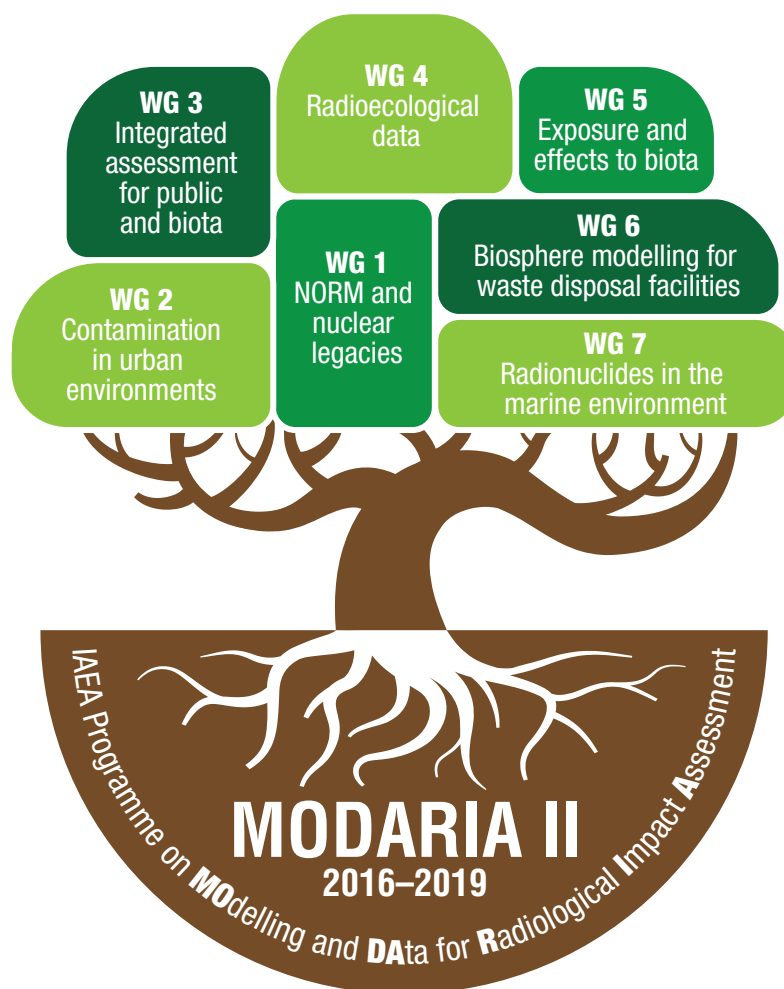 WG 3
Integrated
assessment
for public
and biota
WG 4
Radioecological
data
WG 5
Exposure and
effects to biota
WG 2
Contamination
in urban
environments
WG 1
NORM and
nuclear
legacies
WG 6
Biosphere modelling for
waste disposal facilities
WG 7
Radionuclides in the
marine environment
MODARIA II
2016–2019
IAEA Programme on MOdelling and DAta for Radiological Impact Assessment